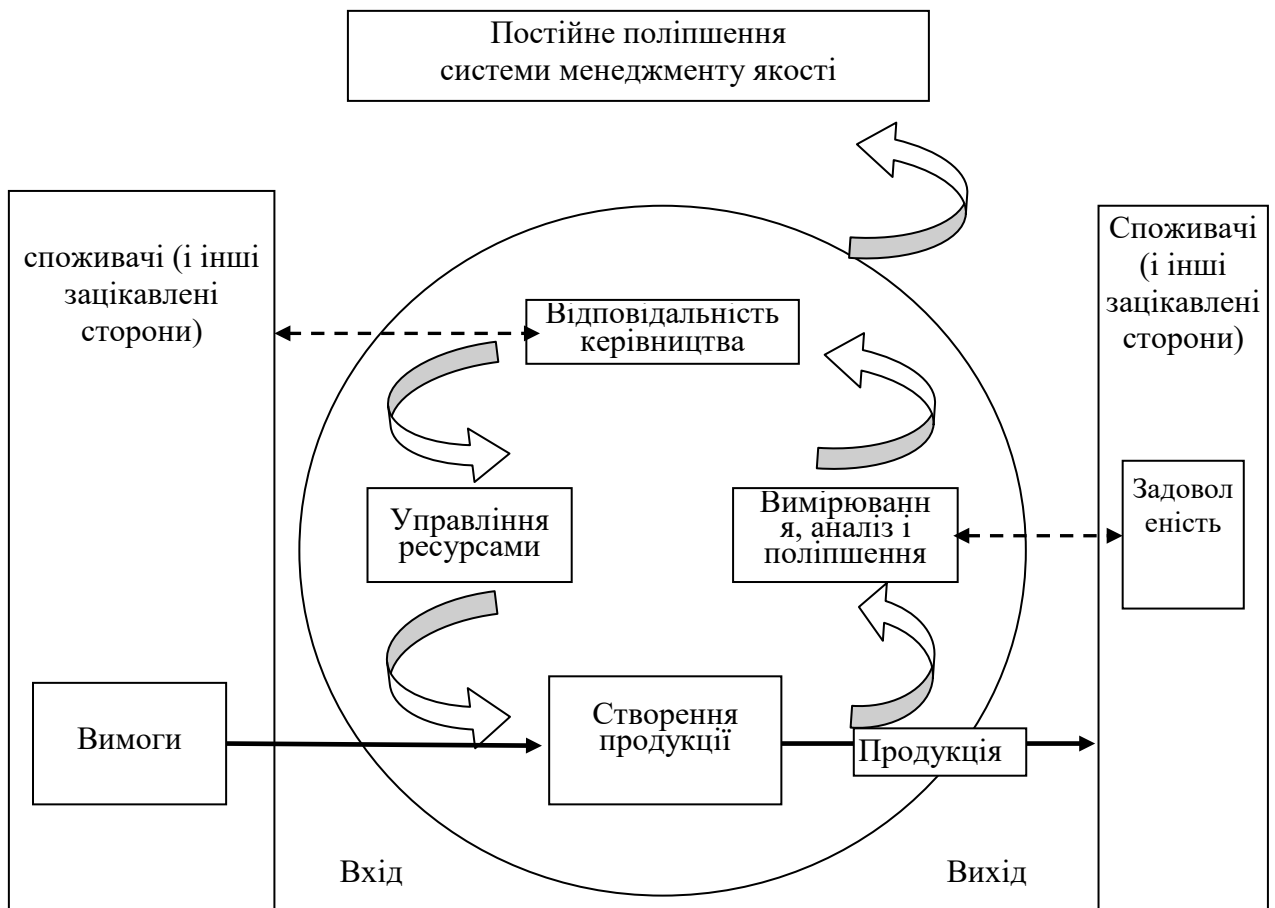 Постійне поліпшення
системи менеджменту якості
споживачі (і інші
зацікавлені
сторони)
Споживачі
(і інші
зацікавлені
сторони)
Відповідальність
керівництва
Управління
ресурсами
Вимірюванн
я, аналіз і
поліпшення
Задовол
еність
Вимоги
Створення
продукції
Продукція
Вхід
Вихід